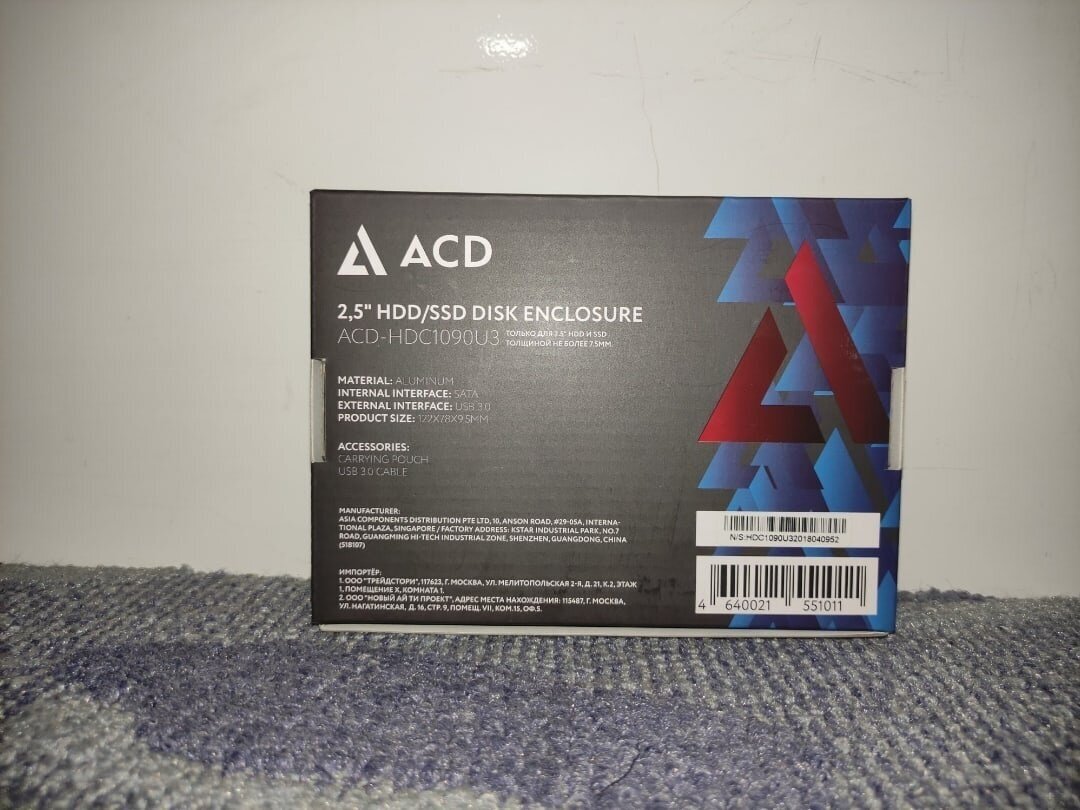 ACD
2,5" HDD/SSD DISK ENCLOSURE
ACD-HDC1090U3 ТОЛЬКО ДЛЯ 2.5" HDD И SSD
ТОЛЩИНОЙ НЕ БОЛЕЕ 7.5ММ.
MATERIAL: ALUMINUM
INTERNAL INTERFACE: SATA
EXTERNAL INTERFACE: USB 3.0
PRODUCT SIZE: 122X78X9.5MM
ACCESSORIES:
CARRYING POUCH
USB 3.0 CABLE
MANUFACTURER:
ASIA COMPONENTS DISTRIBUTION PTE LTD, 10, ANSON ROAD, #29-05A, INTERNA-
TIONAL PLAZA, SINGAPORE / FACTORY ADDRESS: KSTAR INDUSTRIAL PARK, NO.7
ROAD, GUANGMING HI-TECH INDUSTRIAL ZONE, SHENZHEN, GUANGDONG, CHINA
(518107)
ИМПОРТЁР:
1. ООО "ТРЕЙДСТОРИ", 117623, Г. МОСКВА, УЛ. МЕЛИТОПОЛЬСКАЯ 2-Я, Д. 21, К.2, ЭТАЖ
1, ПОМЕЩЕНИЕ X, КОМНАТА 1.
2. ООО "НОВЫЙ АЙ ТИ ПРОЕКТ", АДРЕС МЕСТА НАХОЖДЕНИЯ: 115487, Г. МОСКВА,
УЛ. НАГАТИНСКАЯ, Д. 16, СТР. 9, ПОМЕЩ. VII, КОМ.15, ОФ.5.
N/S:HDC1090U32018040952
4 640021 551011